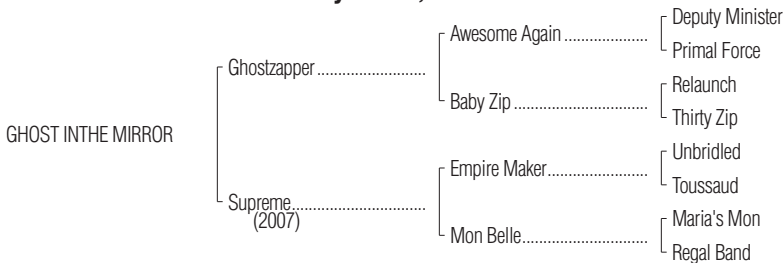 GHOST INTHE MIRROR
Ghostzapper
Awesome Again
Deputy Minister
Primal Force
Baby Zip
Relaunch
Thirty Zip
Supreme
(2007)
Empire Maker
Unbridled
Toussaud
Mon Belle
Maria's Mon
Regal Band